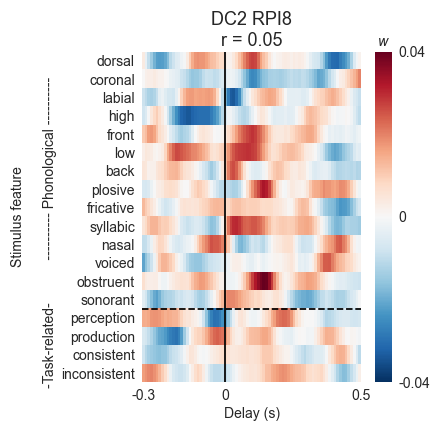 DC2 RPI8
r = 0.05
w
dorsal
coronal
labial
high
front
low
back
plosive
fricative
syllabic
nasal
voiced
obstruent
sonorant
perception
production
consistent
inconsistent
Stimulus feature
---------- Phonological ----------
-Task-related-
0.04
0
-0.04
-0.3
0
0.5
Delay (s)